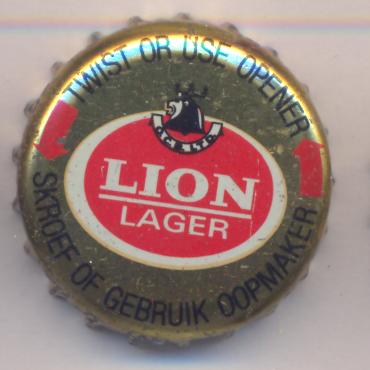 TWIST OR USE OPENER
LION
LAGER
SKROEF OF GEBRUIK OOPMAKER